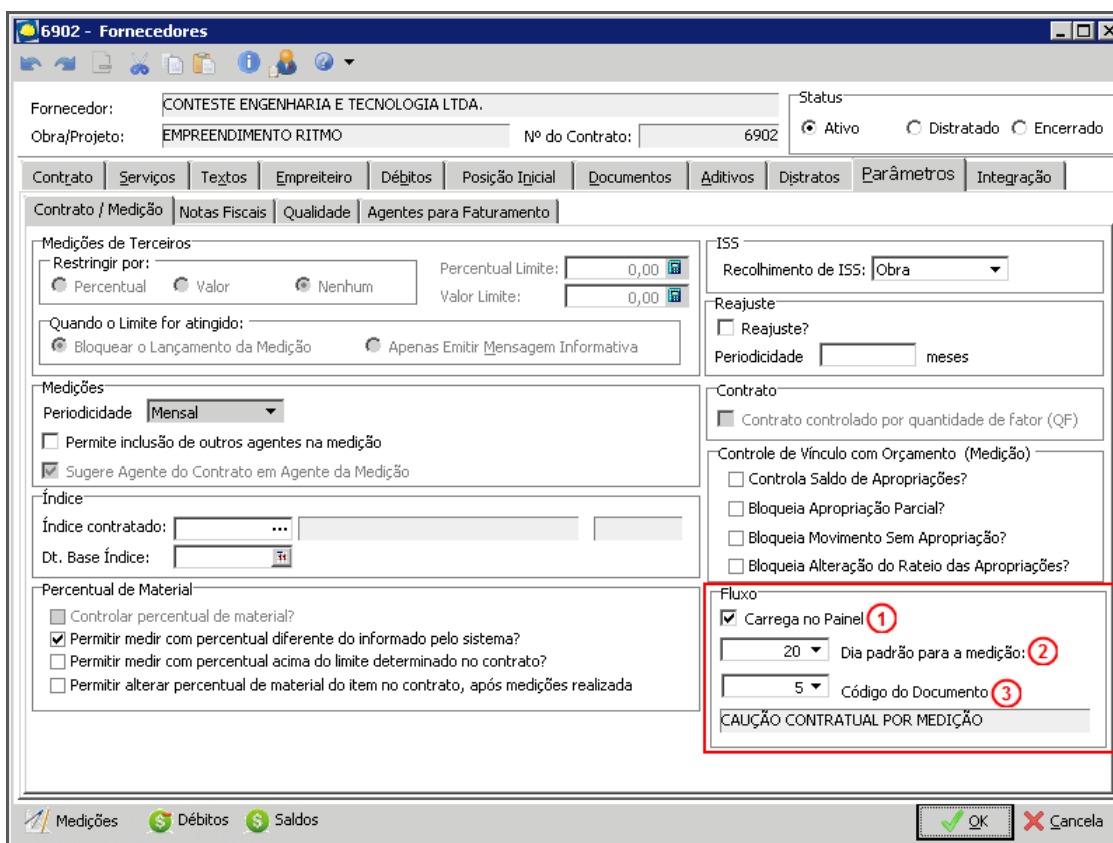 6902 - Fornecedores
Fornecedor: CONTESTE ENGENHARIA E TECNOLOGIA LTDA.
Obra/Projeto: EMPREENDIMENTO RITMO Nº do Contrato: 6902
Status
Ativo Distratado Encerrado
Contrato Serviços Textos Empreiteiro Débitos Posição Inicial Documentos Aditivos Distratos Parâmetros Integração
Contrato / Medição Notas Fiscais Qualidade Agentes para Faturamento
Medições de Terceiros
Restringir por:
Percentual Valor Nenhum
Percentual Limite: 0,00
Valor Limite: 0,00
Quando o Limite for atingido:
Bloquear o Lançamento da Medição Apenas Emitir Mensagem Informativa
Medições
Periodicidade Mensal
Permite inclusão de outros agentes na medição
Sugere Agente do Contrato em Agente da Medição
Índice
Índice contratado: ...
Dt. Base Índice:
Percentual de Material
Controlar percentual de material?
Permitir medir com percentual diferente do informado pelo sistema?
Permitir medir com percentual acima do limite determinado no contrato?
Permitir alterar percentual de material do item no contrato, após medições realizada
ISS
Recolhimento de ISS: Obra
Reajuste
Reajuste?
Periodicidade meses
Contrato
Contrato controlado por quantidade de fator (QF)
Controle de Vínculo com Orçamento (Medição)
Controla Saldo de Apropriações?
Bloqueia Apropriação Parcial?
Bloqueia Movimento Sem Apropriação?
Bloqueia Alteração do Rateio das Apropriações?
Fluxo
Carrega no Painel 1
20 Dia padrão para a medição: 2
5 Código do Documento 3
CAUÇÃO CONTRATUAL POR MEDIÇÃO
Medições Débitos Saldos OK Cancela